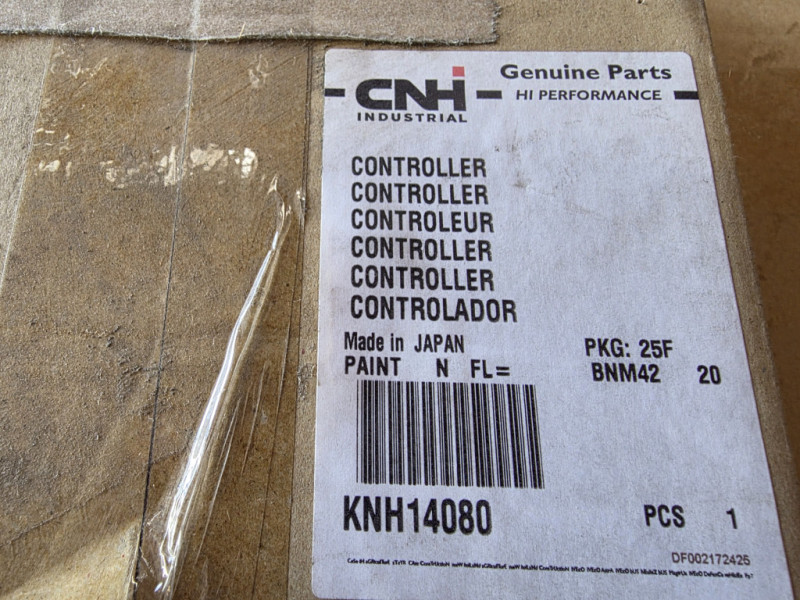 CNH Genuine Parts
INDUSTRIAL HI PERFORMANCE
CONTROLLER
CONTROLLER
CONTROLEUR
CONTROLLER
CONTROLLER
CONTROLADOR
Made in JAPAN PKG: 25F
PAINT N FL= BNM42 20
KNH14080 PCS 1
DF002172425